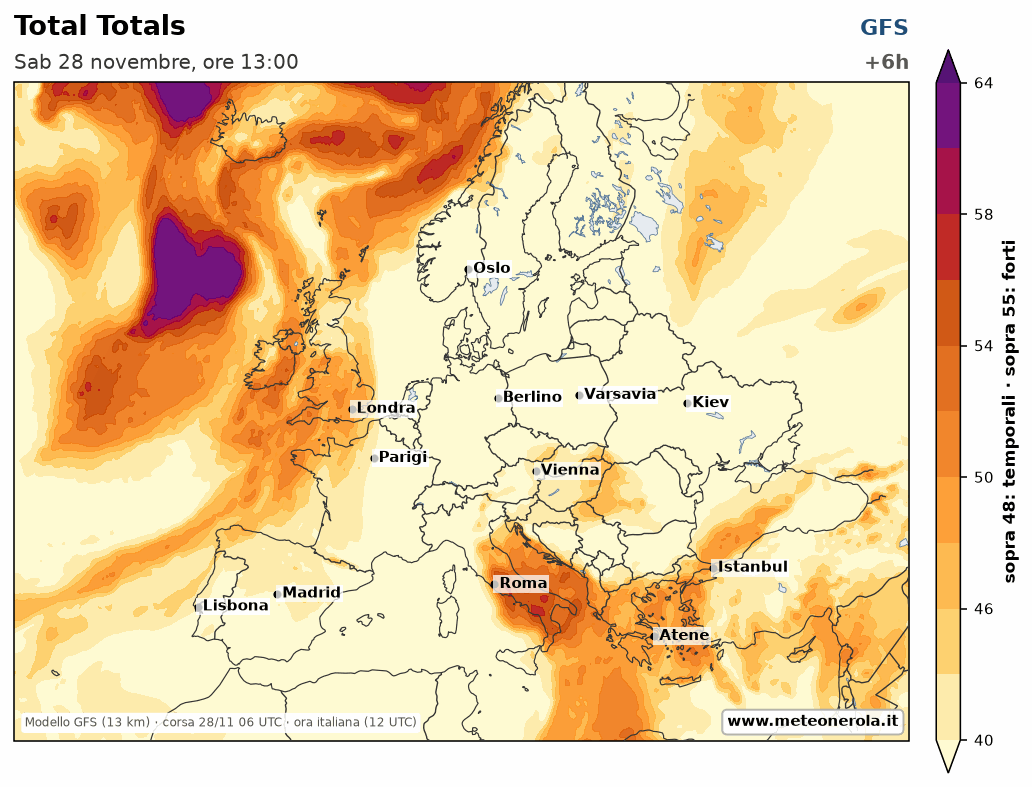 Total Totals
GFS
Sab 28 novembre, ore 13:00
+6h
64
58
54
50
46
40
sopra 48: temporali · sopra 55: forti
Oslo
Berlino
Varsavia
Kiev
Londra
Parigi
Vienna
Istanbul
Roma
Madrid
Lisbona
Atene
Modello GFS (13 km) · corsa 28/11 06 UTC · ora italiana (12 UTC)
www.meteonerola.it